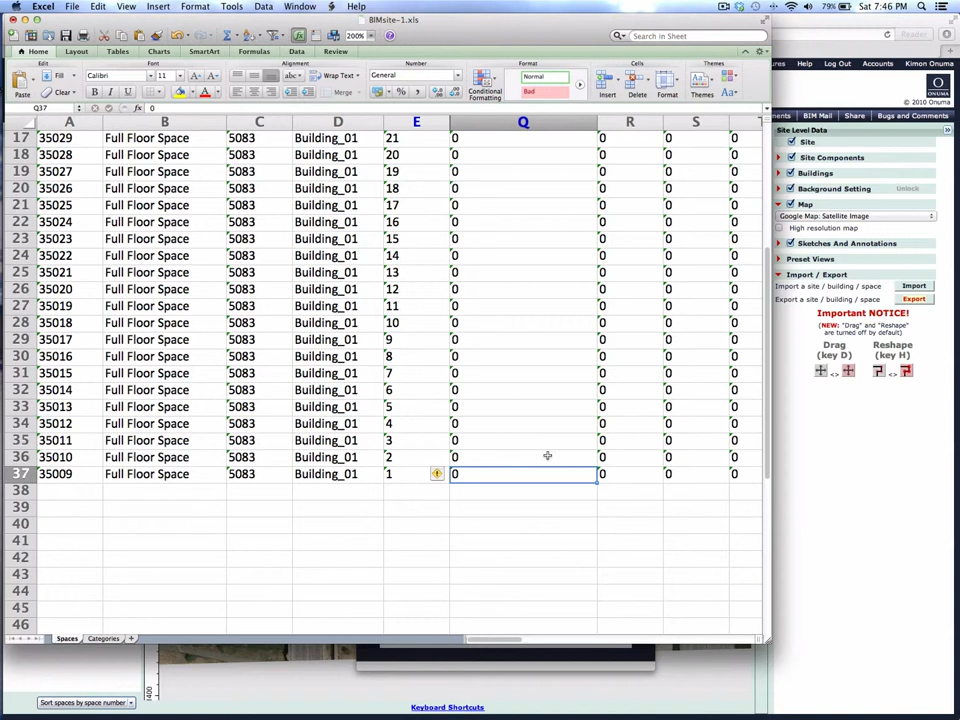 Excel File Edit View Insert Format Tools Data Window Help 79% Sat 7:46 PM
BIMsite-1.xls
200% Search in Sheet Reader
Home Layout Tables Charts SmartArt Formulas Data Review
Help Log Out Accounts Kimon Onuma
Edit Font Alignment Number Format Cells Themes
Fill Calibri 11 abc Wrap Text General Normal
Paste Clear B I U Merge % Conditional Formatting Bad Insert Delete Format Themes Aa
ONUMA
© 2010 Onuma
Q37 fx 0
nents BIM Mail Share Bugs and Comments
A B C D E Q R S T
17 35029 Full Floor Space 5083 Building_01 21 0 0 0 0
18 35028 Full Floor Space 5083 Building_01 20 0 0 0 0
19 35027 Full Floor Space 5083 Building_01 19 0 0 0 0
20 35026 Full Floor Space 5083 Building_01 18 0 0 0 0
21 35025 Full Floor Space 5083 Building_01 17 0 0 0 0
22 35024 Full Floor Space 5083 Building_01 16 0 0 0 0
23 35023 Full Floor Space 5083 Building_01 15 0 0 0 0
24 35022 Full Floor Space 5083 Building_01 14 0 0 0 0
25 35021 Full Floor Space 5083 Building_01 13 0 0 0 0
26 35020 Full Floor Space 5083 Building_01 12 0 0 0 0
27 35019 Full Floor Space 5083 Building_01 11 0 0 0 0
28 35018 Full Floor Space 5083 Building_01 10 0 0 0 0
29 35017 Full Floor Space 5083 Building_01 9 0 0 0 0
30 35016 Full Floor Space 5083 Building_01 8 0 0 0 0
31 35015 Full Floor Space 5083 Building_01 7 0 0 0 0
32 35014 Full Floor Space 5083 Building_01 6 0 0 0 0
33 35013 Full Floor Space 5083 Building_01 5 0 0 0 0
34 35012 Full Floor Space 5083 Building_01 4 0 0 0 0
35 35011 Full Floor Space 5083 Building_01 3 0 0 0 0
36 35010 Full Floor Space 5083 Building_01 2 0 0 0 0
37 35009 Full Floor Space 5083 Building_01 1 0 0 0 0
38
39
40
41
42
43
44
45
46
Spaces Categories
Site Level Data
Site
Site Components
Buildings
Background Setting Unlock
Map
Google Map: Satellite Image
High resolution map
Sketches And Annotations
Preset Views
Import / Export
Import a site / building / space Import
Export a site / building / space Export
Important NOTICE!
(NEW: "Drag" and "Reshape"
are turned off by default)
Drag Reshape
(key D) (key H)
<> <>
400
Sort spaces by space number
Keyboard Shortcuts